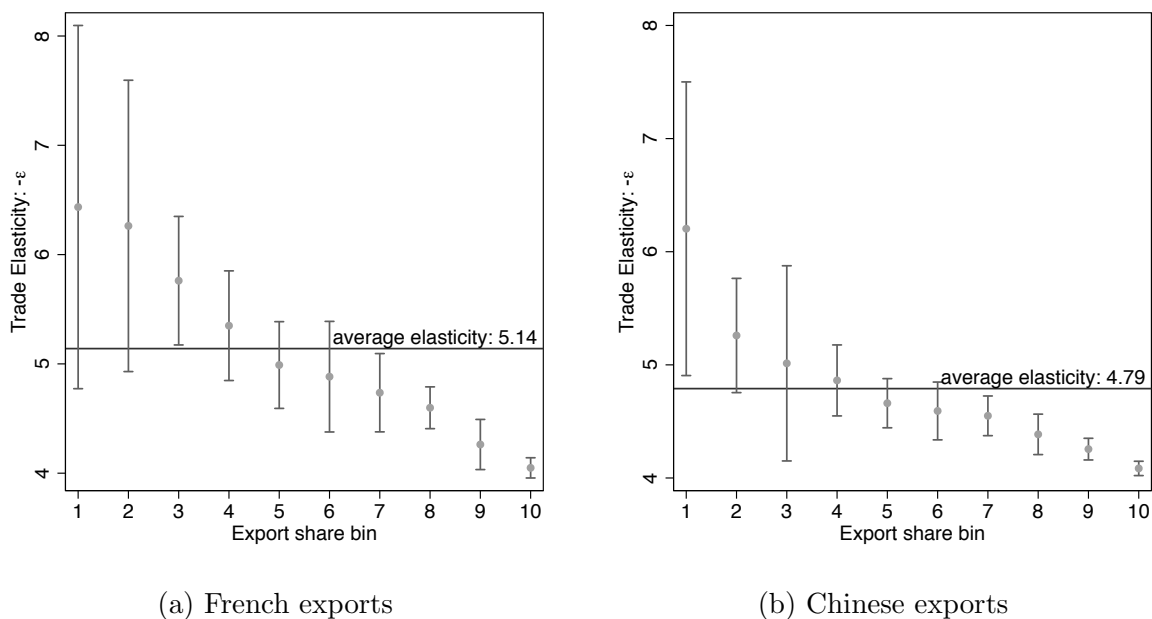 8
7
6
5
4
Trade Elasticity: -ε
average elasticity: 5.14
1 2 3 4 5 6 7 8 9 10
Export share bin
(a) French exports
8
7
6
5
4
Trade Elasticity: -ε
average elasticity: 4.79
1 2 3 4 5 6 7 8 9 10
Export share bin
(b) Chinese exports